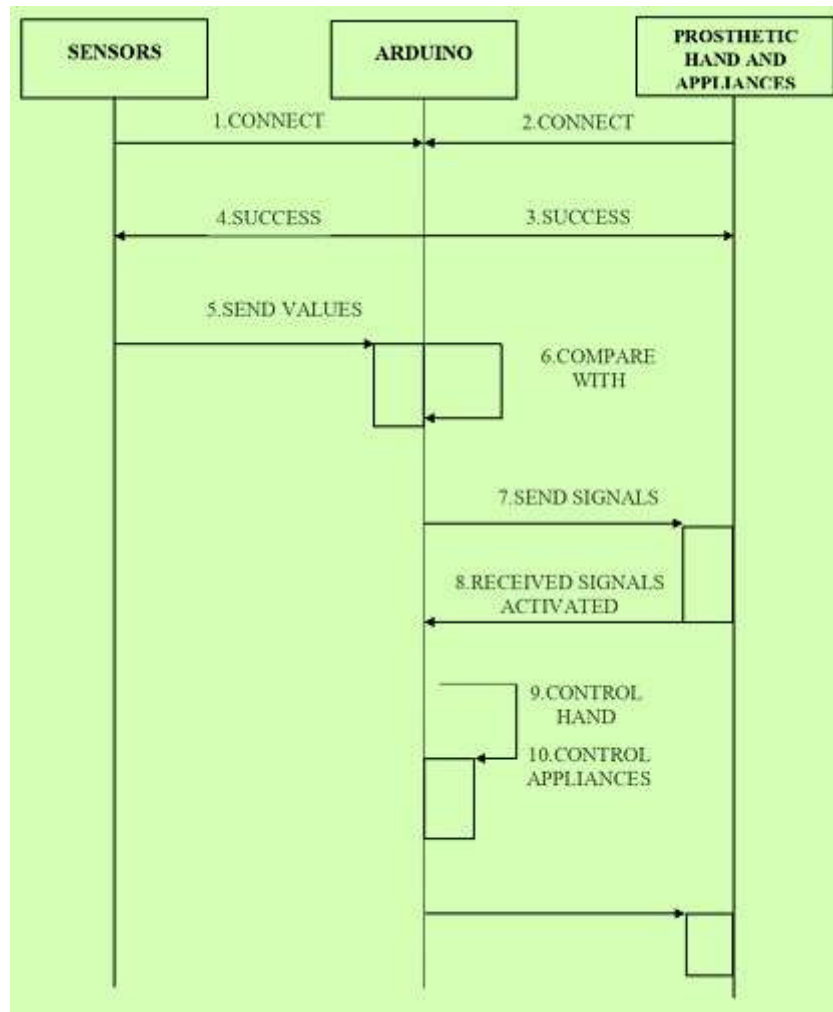 SENSORS
ARDUINO
PROSTHETIC
HAND AND
APPLIANCES
1.CONNECT
2.CONNECT
4.SUCCESS
3.SUCCESS
5.SEND VALUES
6.COMPARE
WITH
7.SEND SIGNALS
8.RECEIVED SIGNALS
ACTIVATED
9.CONTROL
HAND
10.CONTROL
APPLIANCES